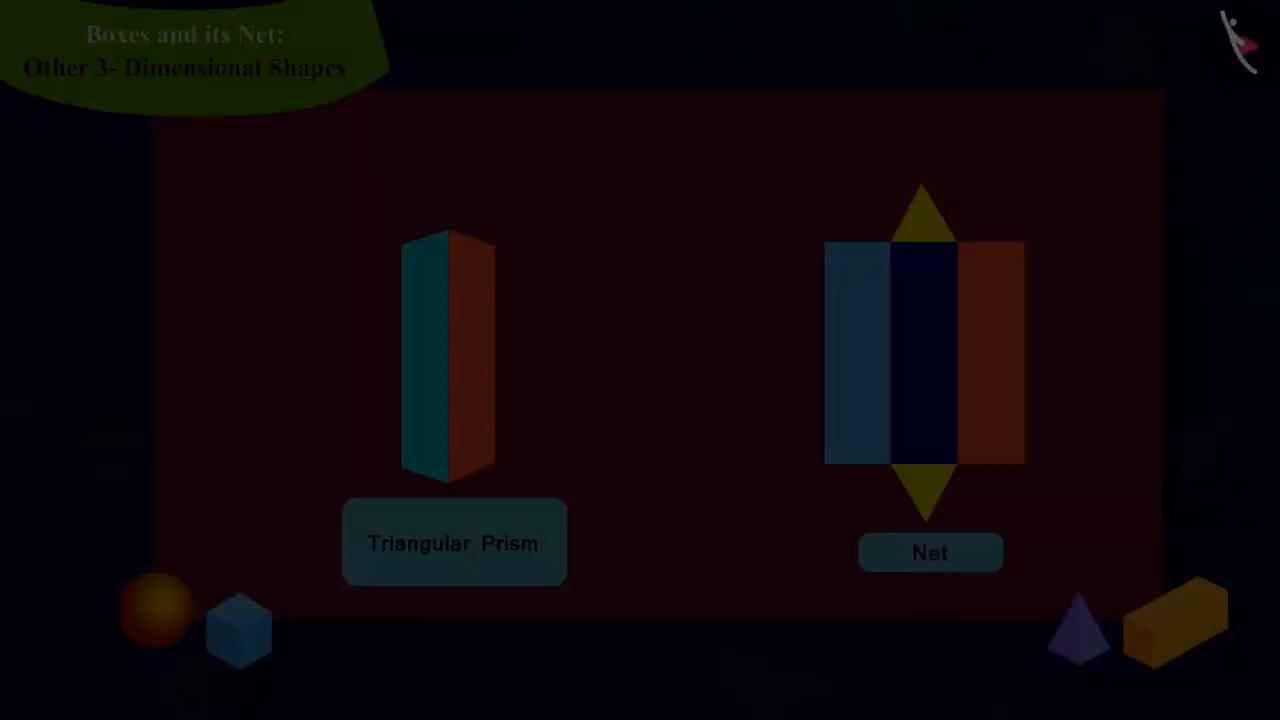 Boxes and its Net:
Other 3- Dimensional Shapes
Triangular Prism
Net